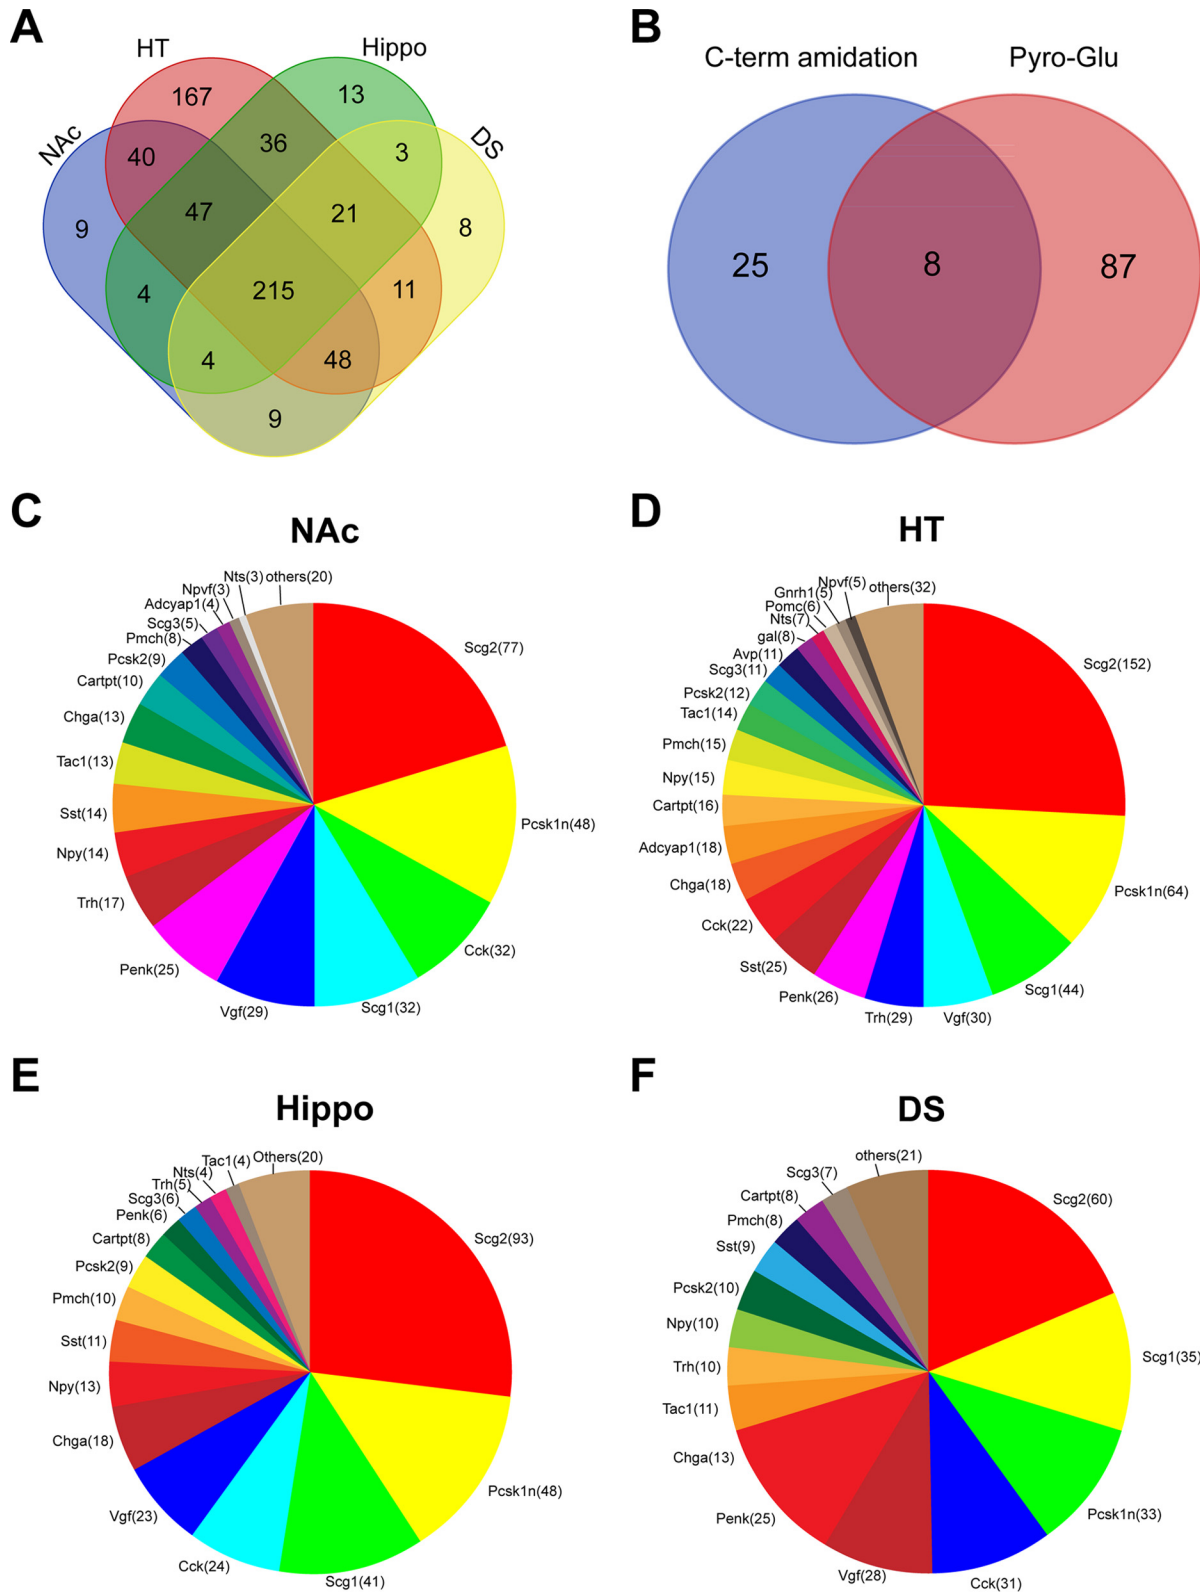 A
HT
Hippo
NAc
DS
167
13
40
36
3
9
47
21
8
4
215
11
4
48
9
B
C-term amidation
Pyro-Glu
25
8
87
C
NAc
Nts(3)
others(20)
Npvf(3)
Adcyap1(4)
Scg3(5)
Pmch(8)
Pcsk2(9)
Cartpt(10)
Chga(13)
Tac1(13)
Sst(14)
Npy(14)
Trh(17)
Penk(25)
Vgf(29)
Scg1(32)
Cck(32)
Pcsk1n(48)
Scg2(77)
D
HT
Npvf(5)
others(32)
Gnrh1(5)
Pomc(6)
Nts(7)
gal(8)
Avp(11)
Scg3(11)
Pcsk2(12)
Tac1(14)
Pmch(15)
Npy(15)
Cartpt(16)
Adcyap1(18)
Chga(18)
Cck(22)
Sst(25)
Penk(26)
Trh(29)
Vgf(30)
Scg1(44)
Pcsk1n(64)
Scg2(152)
E
Hippo
Tac1(4)
Others(20)
Nts(4)
Trh(5)
Scg3(6)
Penk(6)
Cartpt(8)
Pcsk2(9)
Pmch(10)
Sst(11)
Npy(13)
Chga(18)
Vgf(23)
Cck(24)
Scg1(41)
Pcsk1n(48)
Scg2(93)
F
DS
others(21)
Scg3(7)
Cartpt(8)
Pmch(8)
Sst(9)
Pcsk2(10)
Npy(10)
Trh(10)
Tac1(11)
Chga(13)
Penk(25)
Vgf(28)
Cck(31)
Pcsk1n(33)
Scg1(35)
Scg2(60)